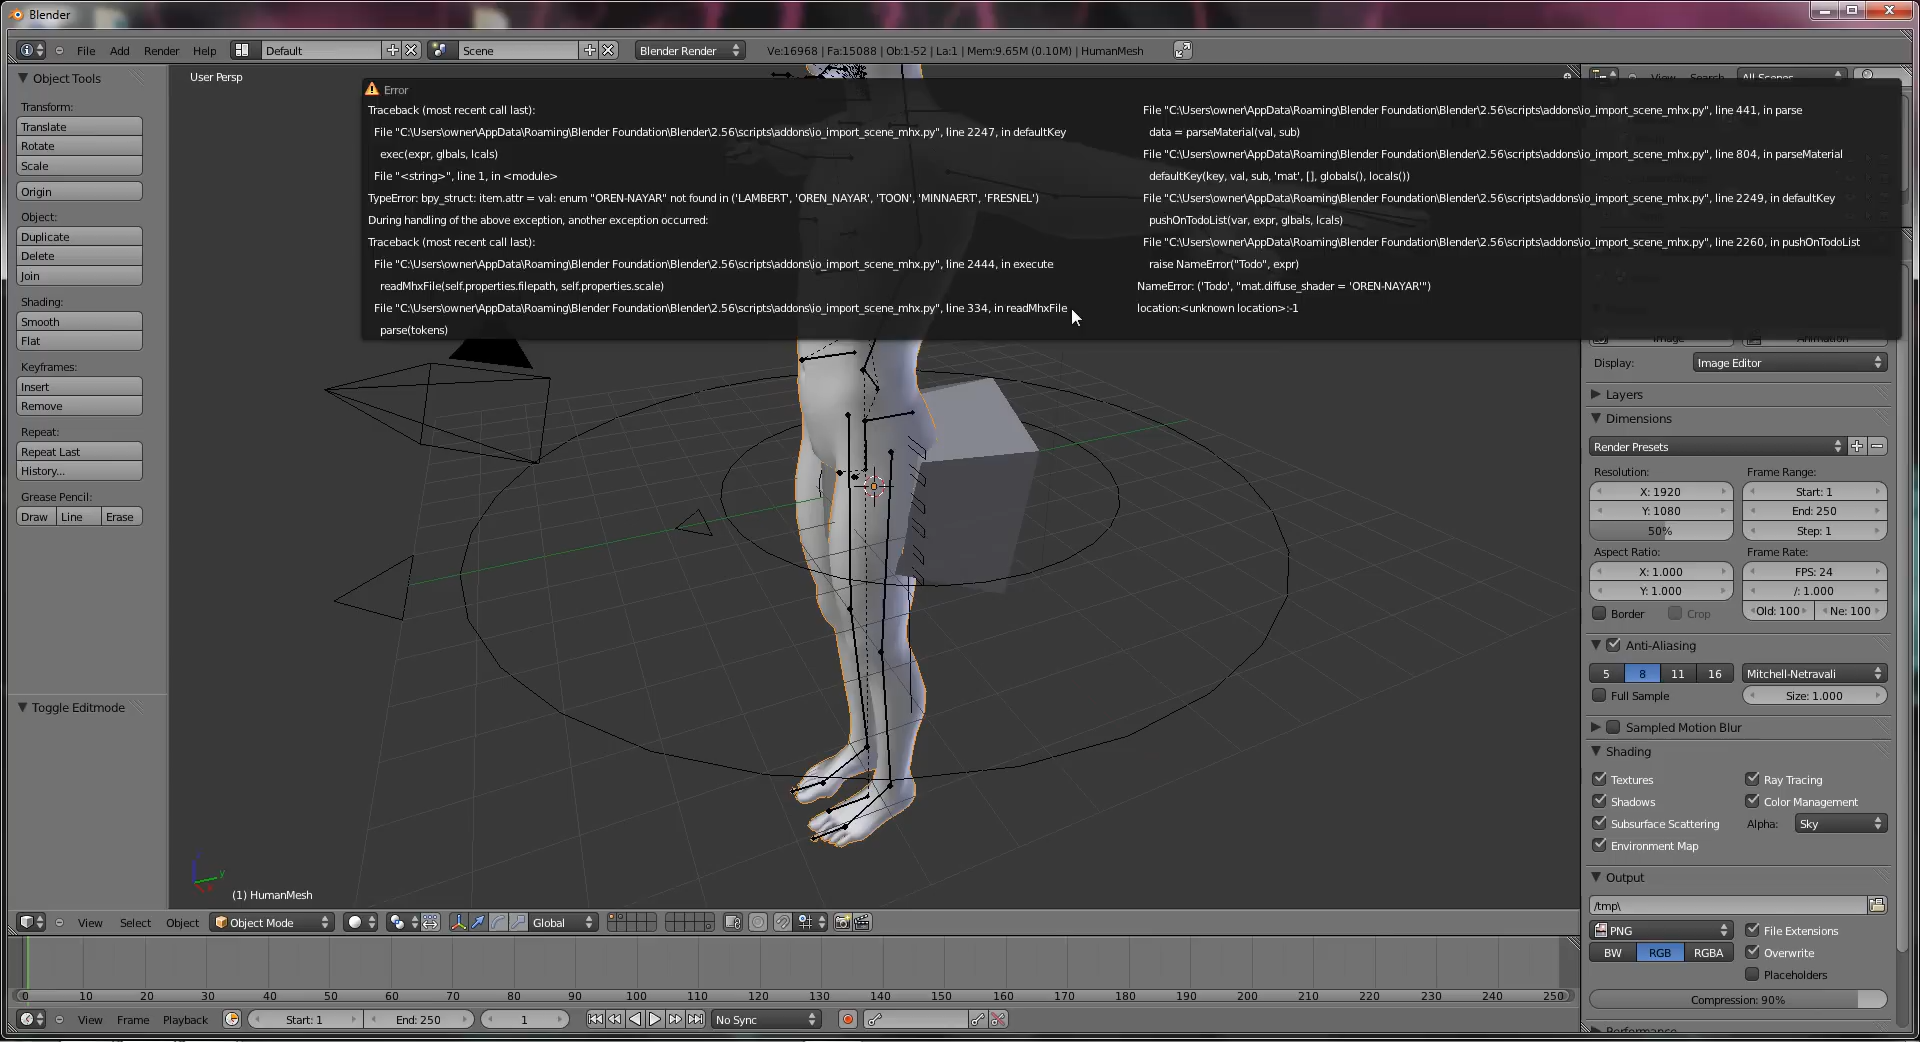 Blender
File Add Render Help Default Scene Blender Render Ve:16968 | Fa:15088 | Ob:1-52 | La:1 | Mem:9.65M (0.10M) | HumanMesh
Object Tools
Transform:
Translate
Rotate
Scale
Origin
Object:
Duplicate
Delete
Join
Shading:
Smooth
Flat
Keyframes:
Insert
Remove
Repeat:
Repeat Last
History...
Grease Pencil:
Draw Line Erase
Toggle Editmode
User Persp
View Search All Scenes
Error
Traceback (most recent call last):
File "C:\Users\owner\AppData\Roaming\Blender Foundation\Blender\2.56\scripts\addons\io_import_scene_mhx.py", line 2247, in defaultKey
exec(expr, glbals, lcals)
File "<string>", line 1, in <module>
TypeError: bpy_struct: item.attr = val: enum "OREN-NAYAR" not found in ('LAMBERT', 'OREN_NAYAR', 'TOON', 'MINNAERT', 'FRESNEL')
During handling of the above exception, another exception occurred:
Traceback (most recent call last):
File "C:\Users\owner\AppData\Roaming\Blender Foundation\Blender\2.56\scripts\addons\io_import_scene_mhx.py", line 2444, in execute
readMhxFile(self.properties.filepath, self.properties.scale)
File "C:\Users\owner\AppData\Roaming\Blender Foundation\Blender\2.56\scripts\addons\io_import_scene_mhx.py", line 334, in readMhxFile
parse(tokens)
File "C:\Users\owner\AppData\Roaming\Blender Foundation\Blender\2.56\scripts\addons\io_import_scene_mhx.py", line 441, in parse
data = parseMaterial(val, sub)
File "C:\Users\owner\AppData\Roaming\Blender Foundation\Blender\2.56\scripts\addons\io_import_scene_mhx.py", line 804, in parseMaterial
defaultKey(key, val, sub, 'mat', [], globals(), locals())
File "C:\Users\owner\AppData\Roaming\Blender Foundation\Blender\2.56\scripts\addons\io_import_scene_mhx.py", line 2249, in defaultKey
pushOnTodoList(var, expr, glbals, lcals)
File "C:\Users\owner\AppData\Roaming\Blender Foundation\Blender\2.56\scripts\addons\io_import_scene_mhx.py", line 2260, in pushOnTodoList
raise NameError("Todo", expr)
NameError: ('Todo', "mat.diffuse_shader = 'OREN-NAYAR'")
location:<unknown location>:-1
Image Animation
Display: Image Editor
Layers
Dimensions
Render Presets
Resolution: Frame Range:
X: 1920 Start: 1
Y: 1080 End: 250
50% Step: 1
Aspect Ratio: Frame Rate:
X: 1.000 FPS: 24
Y: 1.000 /: 1.000
Border Crop Old: 100 Ne: 100
Anti-Aliasing
5 8 11 16 Mitchell-Netravali
Full Sample Size: 1.000
Sampled Motion Blur
Shading
Textures Ray Tracing
Shadows Color Management
Subsurface Scattering Alpha: Sky
Environment Map
Output
/tmp\
PNG File Extensions
BW RGB RGBA Overwrite
Placeholders
Compression: 90%
Performance
z
y
(1) HumanMesh
View Select Object Object Mode Global
0 10 20 30 40 50 60 70 80 90 100 110 120 130 140 150 160 170 180 190 200 210 220 230 240 250
View Frame Playback Start: 1 End: 250 1 No Sync